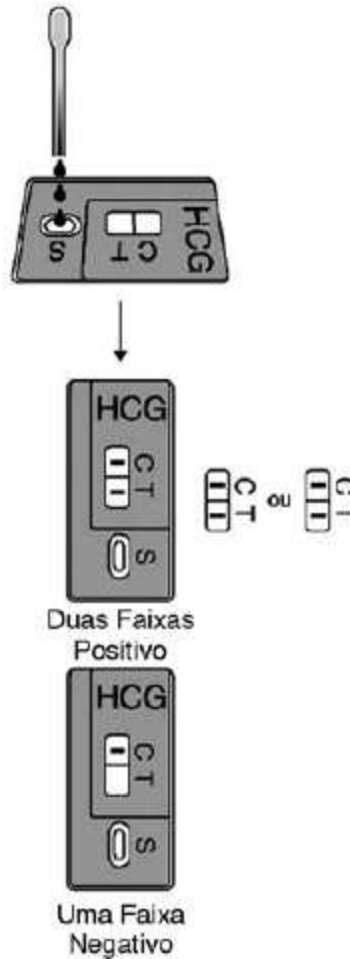 S
C T
HCG
HCG
C T
S
C T ou C T
Duas Faixas
Positivo
HCG
C T
S
Uma Faixa
Negativo